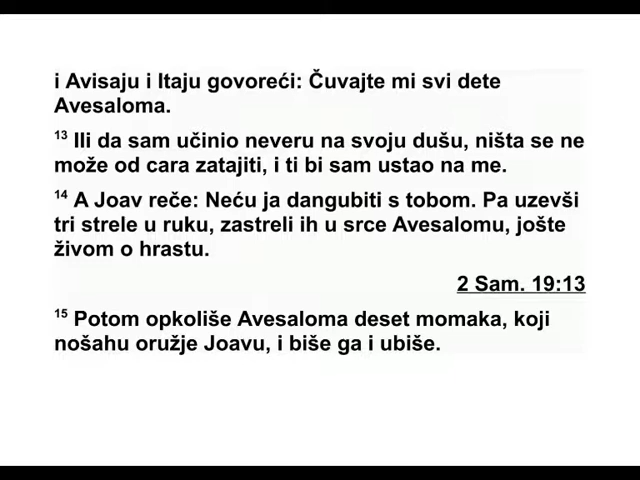 i Avisaju i Itaju govoreći: Čuvajte mi svi dete
Avesaloma.
13 Ili da sam učinio neveru na svoju dušu, ništa se ne
može od cara zatajiti, i ti bi sam ustao na me.
14 A Joav reče: Neću ja dangubiti s tobom. Pa uzevši
tri strele u ruku, zastreli ih u srce Avesalomu, jošte
živom o hrastu.
2 Sam. 19:13
15 Potom opkoliše Avesaloma deset momaka, koji
nošahu oružje Joavu, i biše ga i ubiše.